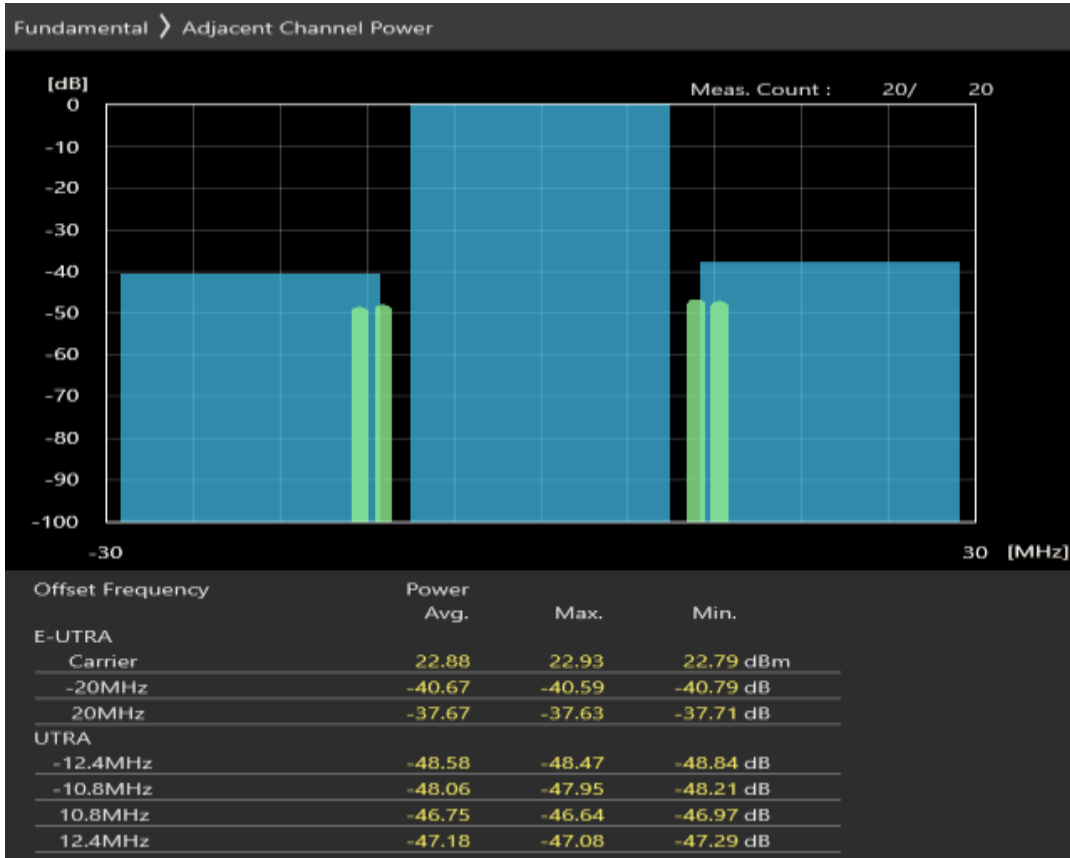 Fundamental 〉 Adjacent Channel Power
[dB]
Meas. Count : 20/ 20
0
-10
-20
-30
-40
-50
-60
-70
-80
-90
-100
-30 30 [MHz]
Offset Frequency Power
Avg. Max. Min.
E-UTRA
Carrier 22.88 22.93 22.79 dBm
-20MHz -40.67 -40.59 -40.79 dB
20MHz -37.67 -37.63 -37.71 dB
UTRA
-12.4MHz -48.58 -48.47 -48.84 dB
-10.8MHz -48.06 -47.95 -48.21 dB
10.8MHz -46.75 -46.64 -46.97 dB
12.4MHz -47.18 -47.08 -47.29 dB